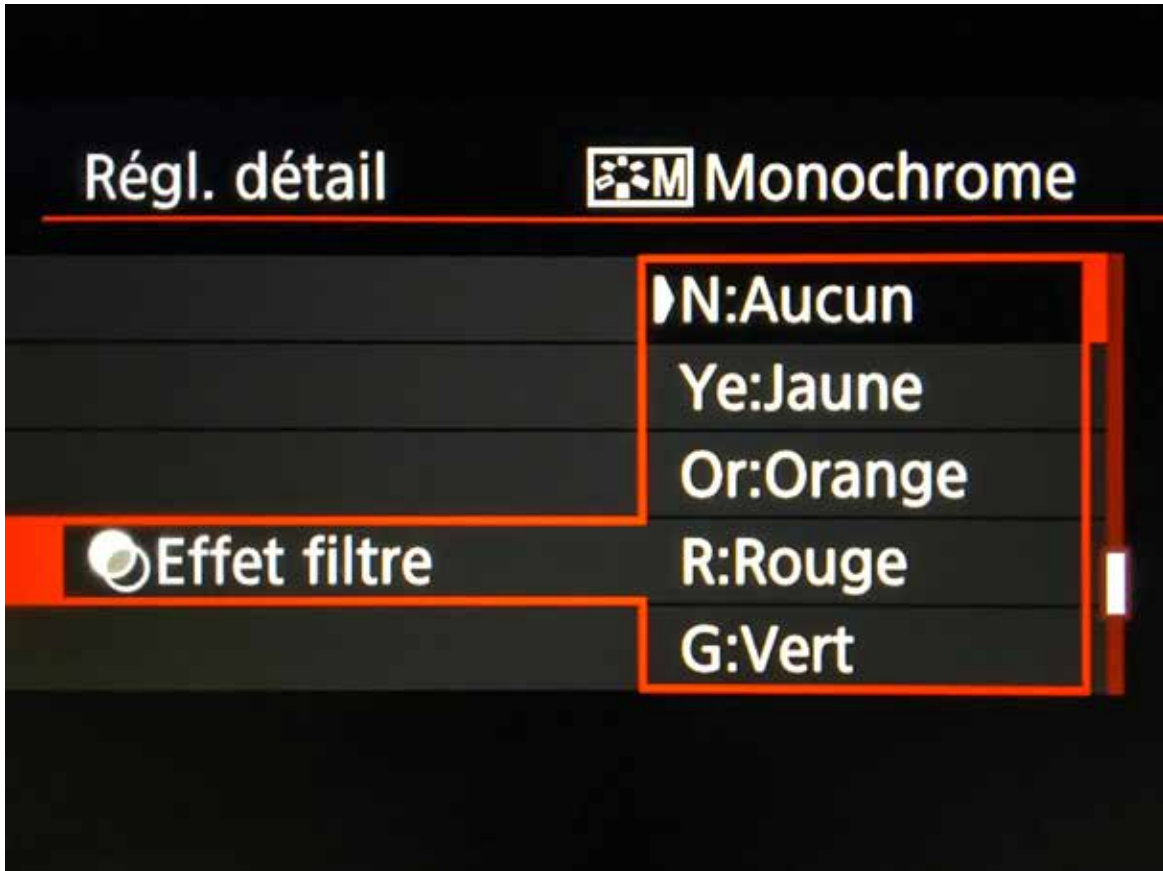 Régl. détail M Monochrome
N:Aucun
Ye:Jaune
Or:Orange
Effet filtre R:Rouge
G:Vert